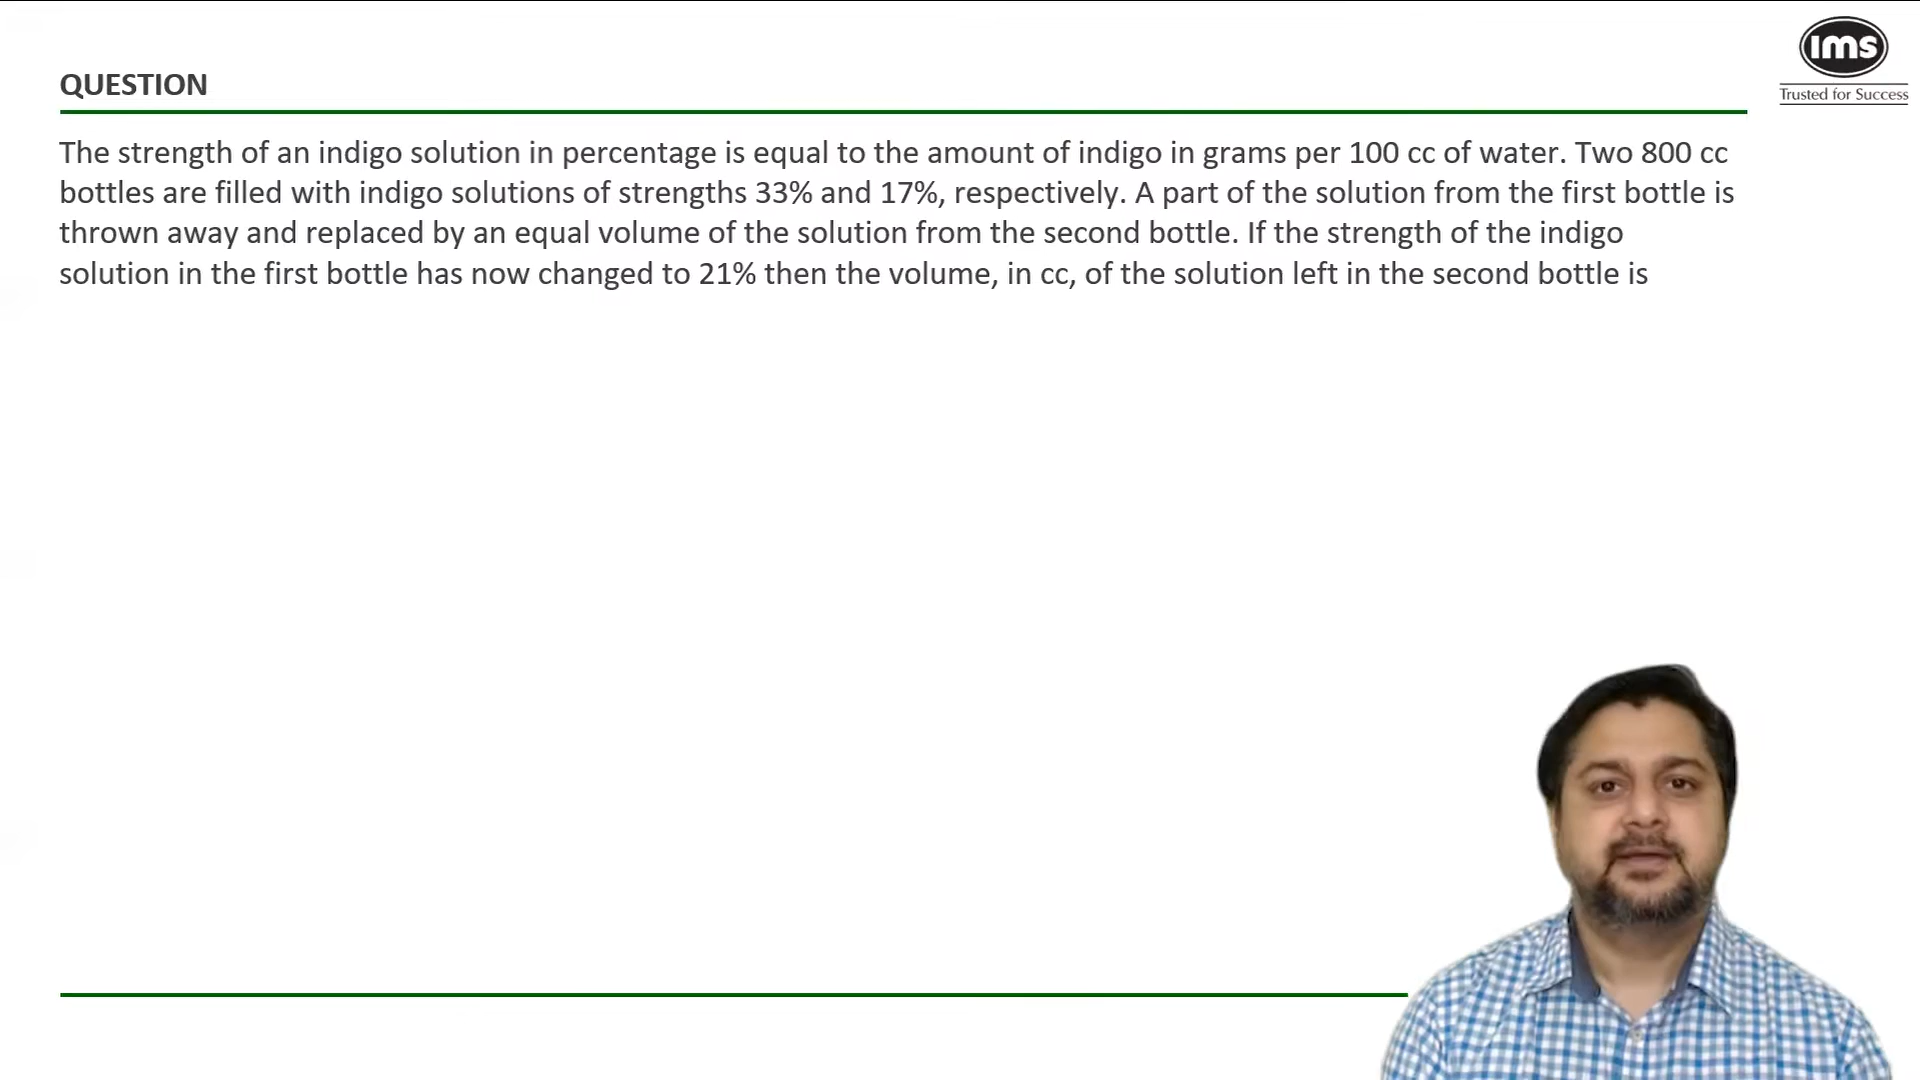 ims
Trusted for Success
QUESTION
The strength of an indigo solution in percentage is equal to the amount of indigo in grams per 100 cc of water. Two 800 cc
bottles are filled with indigo solutions of strengths 33% and 17%, respectively. A part of the solution from the first bottle is
thrown away and replaced by an equal volume of the solution from the second bottle. If the strength of the indigo
solution in the first bottle has now changed to 21% then the volume, in cc, of the solution left in the second bottle is